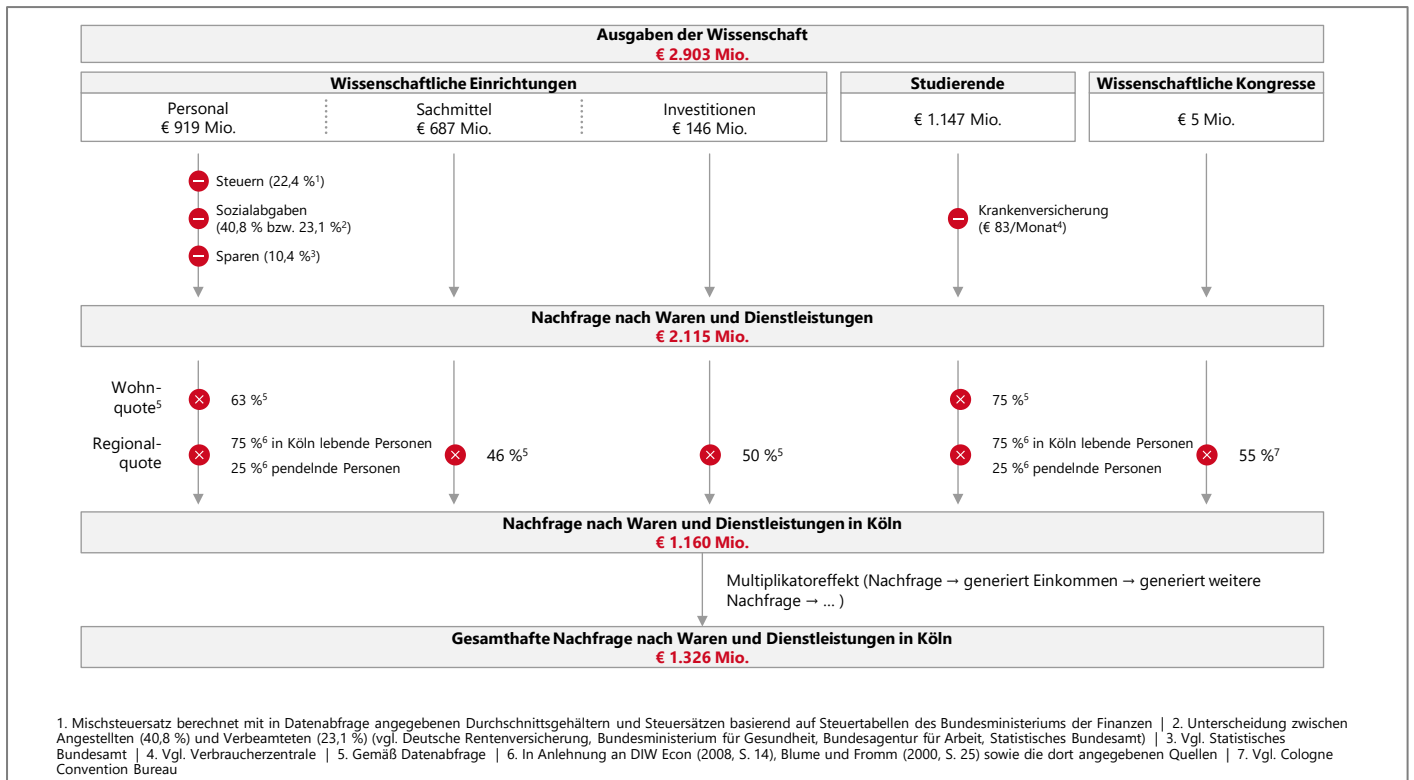 Ausgaben der Wissenschaft
€ 2.903 Mio.
Wissenschaftliche Einrichtungen
Personal
€ 919 Mio.
Sachmittel
€ 687 Mio.
Investitionen
€ 146 Mio.
Studierende
€ 1.147 Mio.
Wissenschaftliche Kongresse
€ 5 Mio.
Steuern (22,4 %¹)
Sozialabgaben
(40,8 % bzw. 23,1 %²)
Sparen (10,4 %³)
Krankenversicherung
(€ 83/Monat⁴)
Nachfrage nach Waren und Dienstleistungen
€ 2.115 Mio.
Wohn-
quote⁵
63 %⁵
75 %⁵
Regional-
quote
75 %⁶ in Köln lebende Personen
25 %⁶ pendelnde Personen
46 %⁵
50 %⁵
75 %⁶ in Köln lebende Personen
25 %⁶ pendelnde Personen
55 %⁷
Nachfrage nach Waren und Dienstleistungen in Köln
€ 1.160 Mio.
Multiplikatoreffekt (Nachfrage → generiert Einkommen → generiert weitere
Nachfrage → ... )
Gesamthafte Nachfrage nach Waren und Dienstleistungen in Köln
€ 1.326 Mio.
1. Mischsteuersatz berechnet mit in Datenabfrage angegebenen Durchschnittsgehältern und Steuersätzen basierend auf Steuertabellen des Bundesministeriums der Finanzen | 2. Unterscheidung zwischen
Angestellten (40,8 %) und Verbeamteten (23,1 %) (vgl. Deutsche Rentenversicherung, Bundesministerium für Gesundheit, Bundesagentur für Arbeit, Statistisches Bundesamt) | 3. Vgl. Statistisches
Bundesamt | 4. Vgl. Verbraucherzentrale | 5. Gemäß Datenabfrage | 6. In Anlehnung an DIW Econ (2008, S. 14), Blume und Fromm (2000, S. 25) sowie die dort angegebenen Quellen | 7. Vgl. Cologne
Convention Bureau